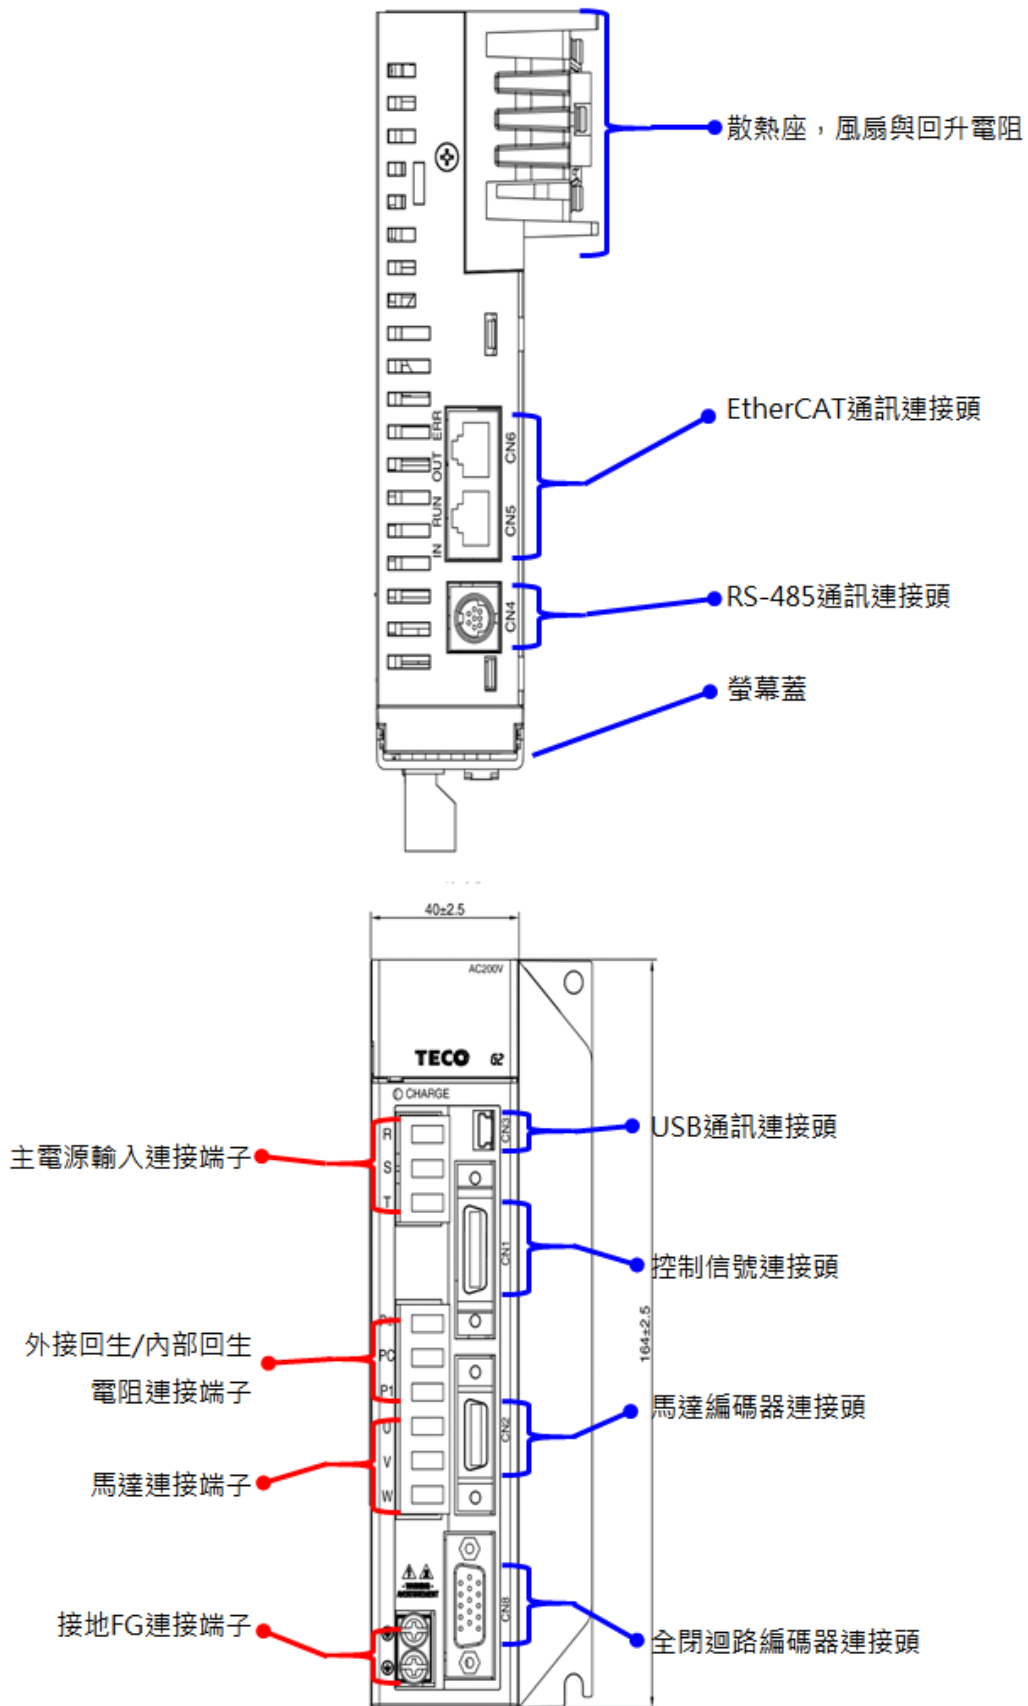 散熱座，風扇與回升電阻
EtherCAT通訊連接頭
ERR
OUT
RUN
IN
CN6
CN5
RS-485通訊連接頭
CN4
螢幕蓋
40±2.5
AC200V
TECO G2
CHARGE
R
S
T
主電源輸入連接端子
CN3
USB通訊連接頭
CN1
控制信號連接頭
164±2.5
外接回生/內部回生
電阻連接端子
PC
P1
U
V
W
馬達連接端子
CN2
馬達編碼器連接頭
WARNING
接地FG連接端子
CN8
全閉迴路編碼器連接頭